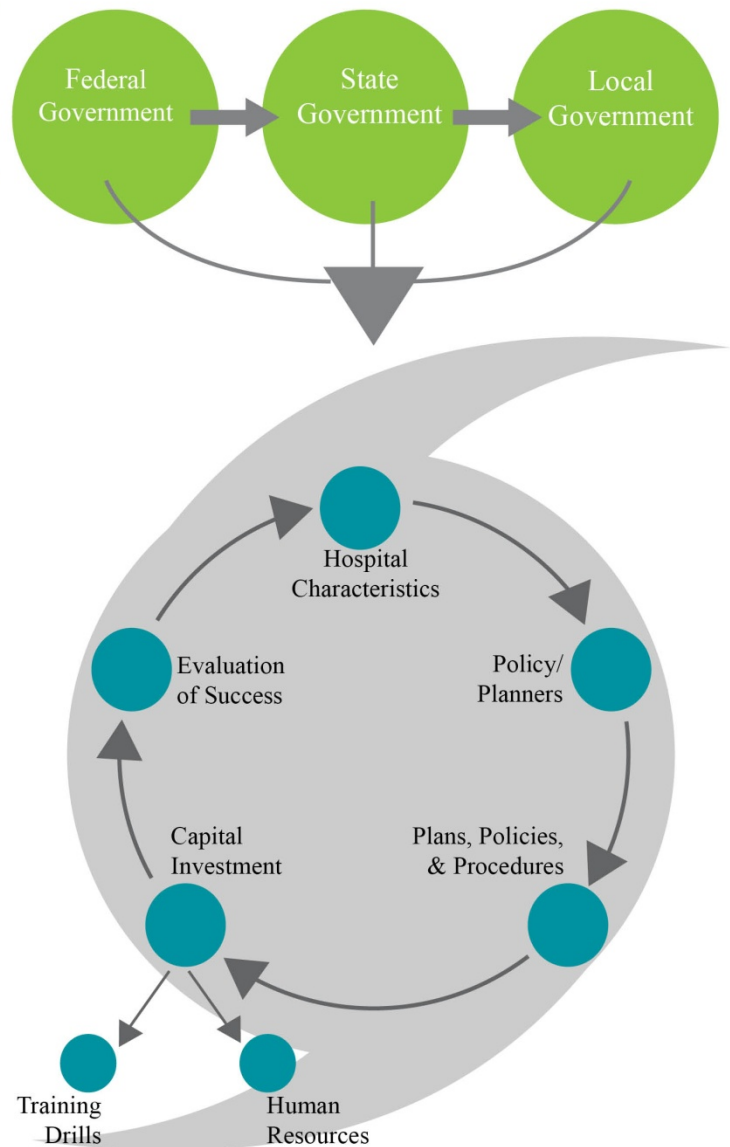 Federal
Government
State
Government
Local
Government
Hospital
Characteristics
Evaluation
of Success
Policy/
Planners
Capital
Investment
Plans, Policies,
& Procedures
Training
Drills
Human
Resources